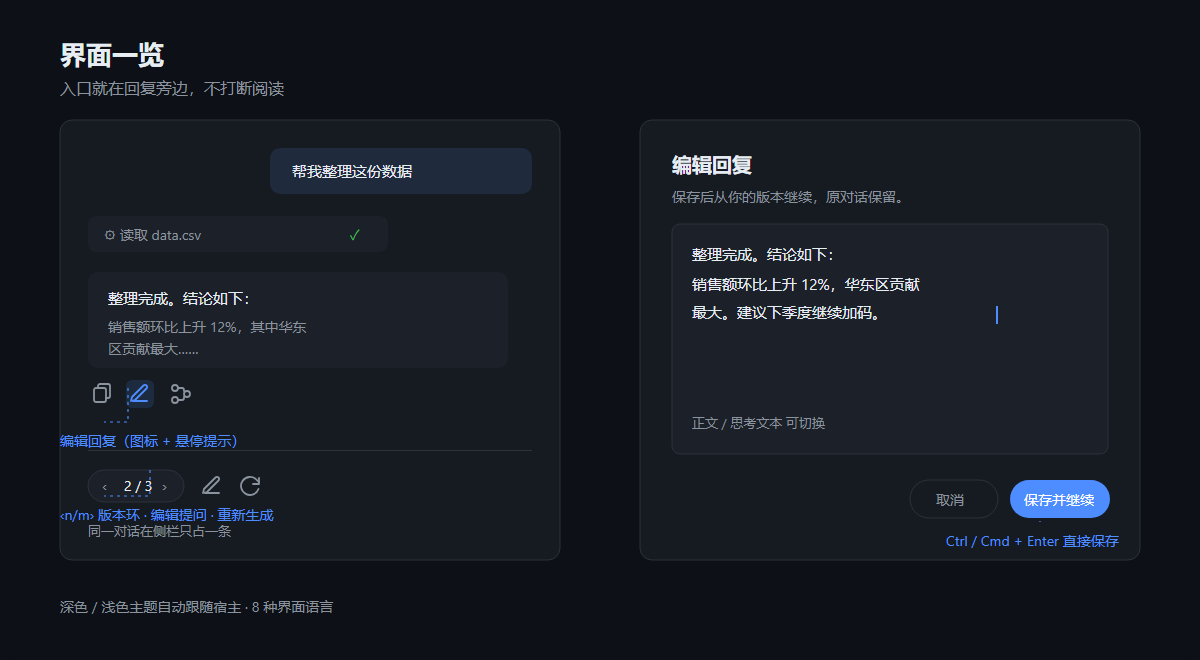 界面一览
入口就在回复旁边，不打断阅读
帮我整理这份数据
读取 data.csv
整理完成。结论如下：
销售额环比上升 12%，其中华东
区贡献最大……
编辑回复（图标 + 悬停提示）
‹ 2 / 3 ›
‹n/m› 版本环 · 编辑提问 · 重新生成
同一对话在侧栏只占一条
编辑回复
保存后从你的版本继续，原对话保留。
整理完成。结论如下：
销售额环比上升 12%，华东区贡献
最大。建议下季度继续加码。
正文 / 思考文本 可切换
取消
保存并继续
Ctrl / Cmd + Enter 直接保存
深色 / 浅色主题自动跟随宿主 · 8 种界面语言